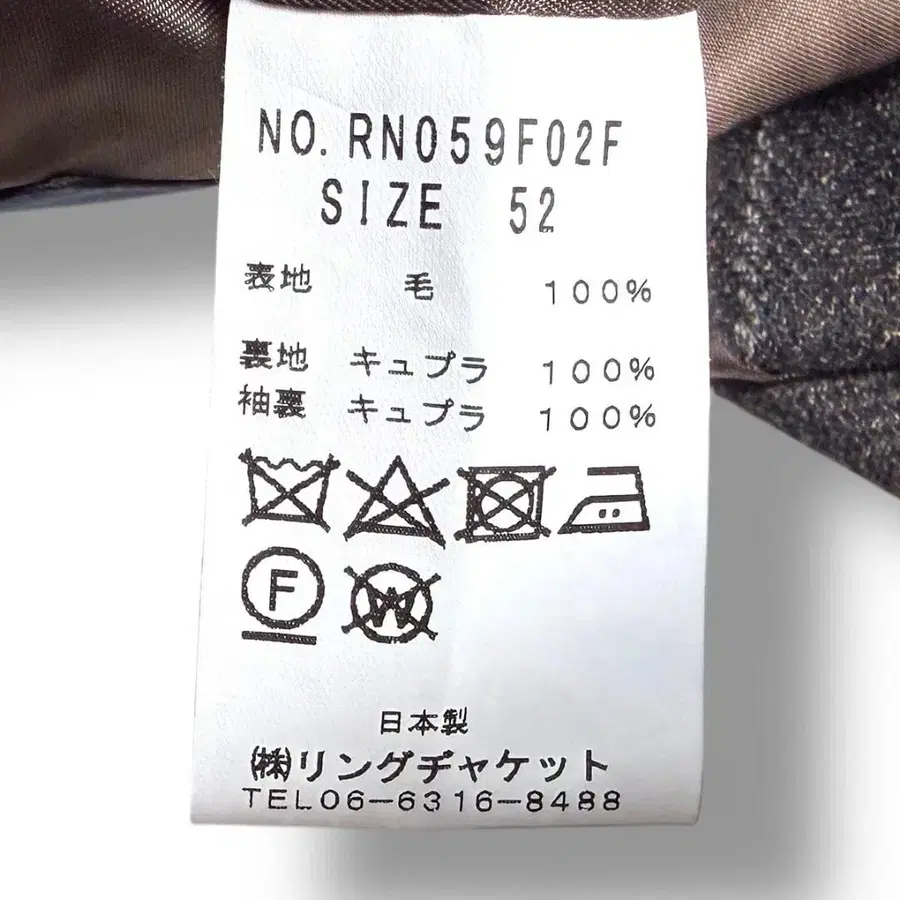 NO. RN059F02F
SIZE 52
表地 毛 100%
裏地 キュプラ 100%
袖裏 キュプラ 100%
F
W
日本製
㈱リングヂャケット
TEL06-6316-8488